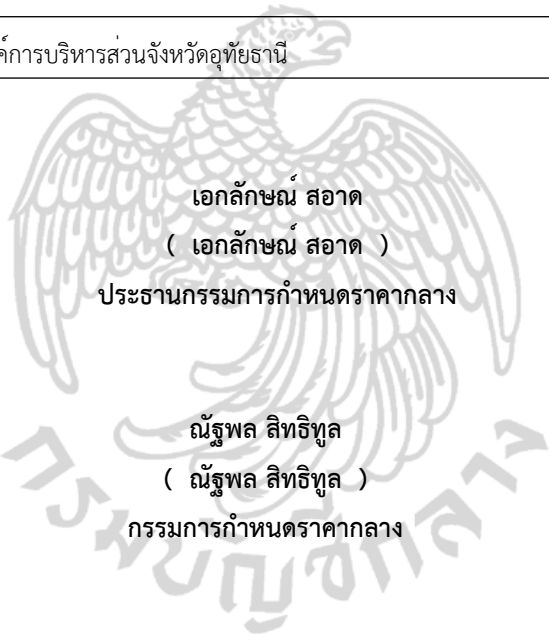 ค์การบริหารส่วนจังหวัดอุทัยธานี
เอกลักษณ์ สอาด
( เอกลักษณ์ สอาด )
ประธานกรรมการกำหนดราคากลาง
ณัฐพล สิทธิทูล
( ณัฐพล สิทธิทูล )
กรรมการกำหนดราคากลาง
กรมบัญชีกลาง